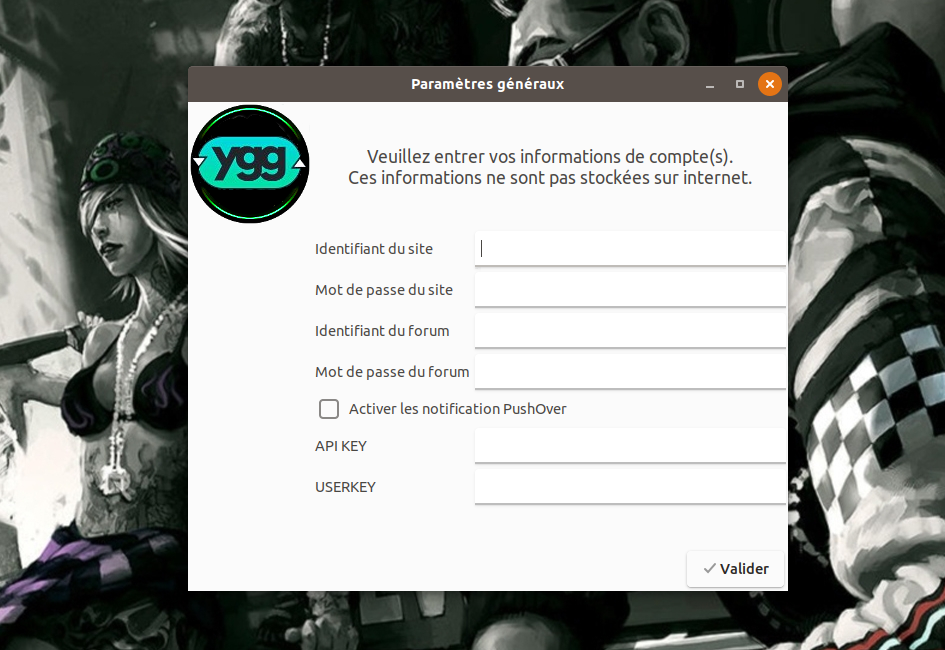 Paramètres généraux
ygg
Veuillez entrer vos informations de compte(s).
Ces informations ne sont pas stockées sur internet.
Identifiant du site
Mot de passe du site
Identifiant du forum
Mot de passe du forum
Activer les notification PushOver
API KEY
USERKEY
Valider